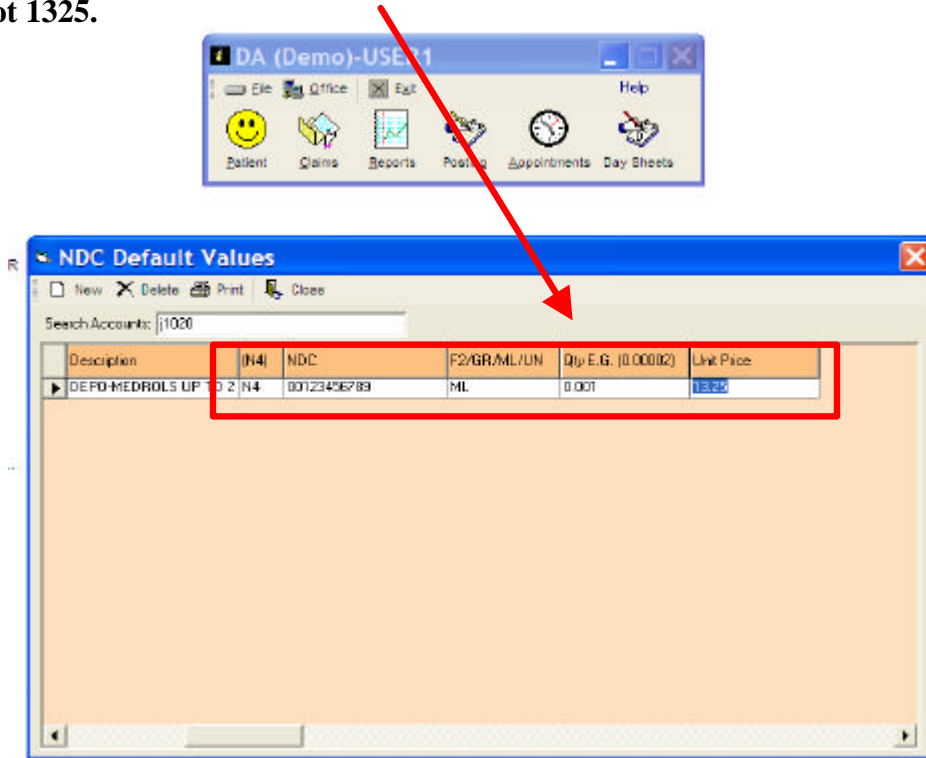 ot 1325.
DA (Demo)-USER1
File Office Exit Help
Patient Claims Reports Posting Appointments Day Sheets
R
NDC Default Values
New Delete Print Close
Search Accounts: j1020
Description (N4) NDC F2/GR/ML/UN Qty E.G. (0.00002) Unit Price
DEPO-MEDROLS UP TO 2 N4 00123456789 ML 0.001 13.25